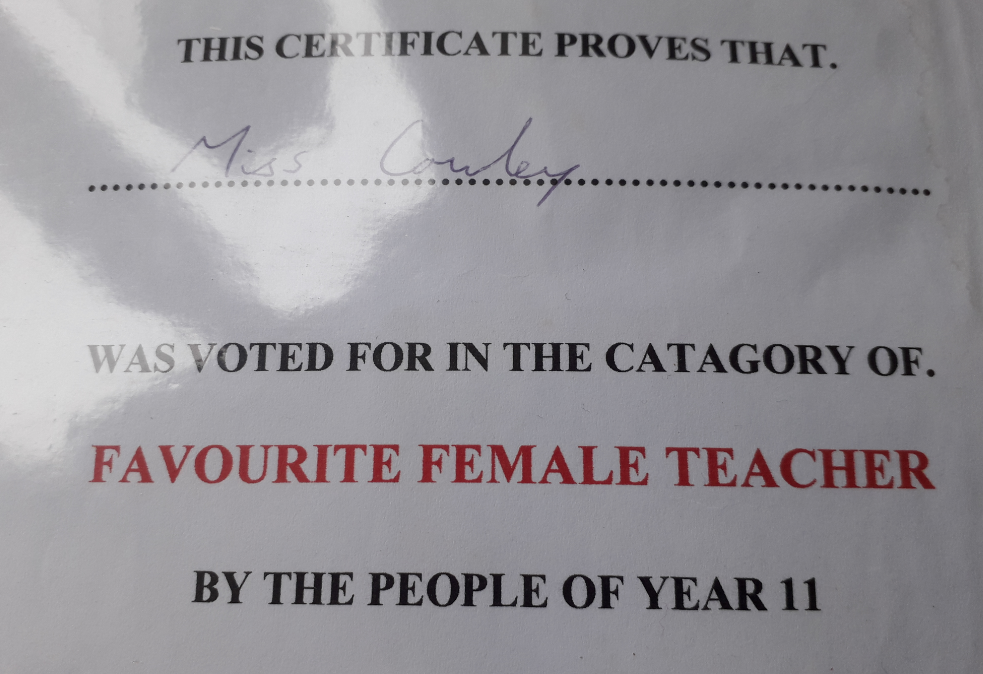 THIS CERTIFICATE PROVES THAT.
Miss Cowley
WAS VOTED FOR IN THE CATAGORY OF.
FAVOURITE FEMALE TEACHER
BY THE PEOPLE OF YEAR 11